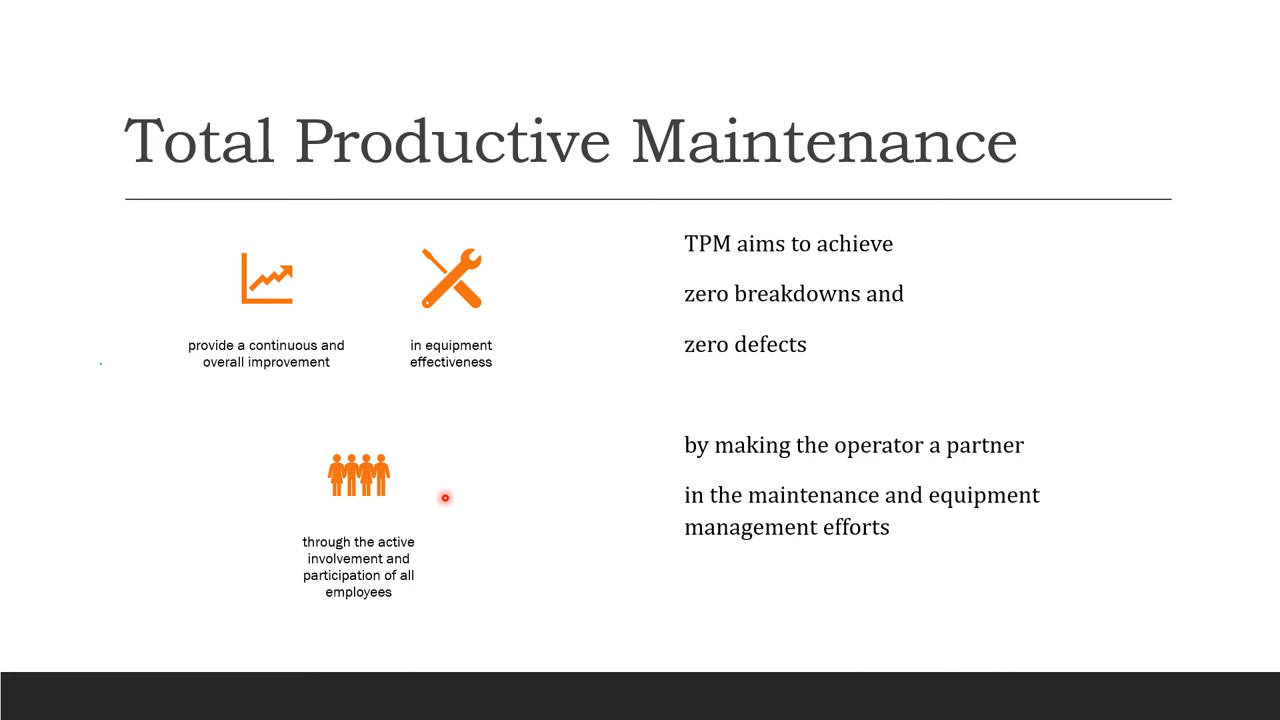 Total Productive Maintenance
provide a continuous and
overall improvement
in equipment
effectiveness
through the active
involvement and
participation of all
employees
TPM aims to achieve
zero breakdowns and
zero defects
by making the operator a partner
in the maintenance and equipment
management efforts